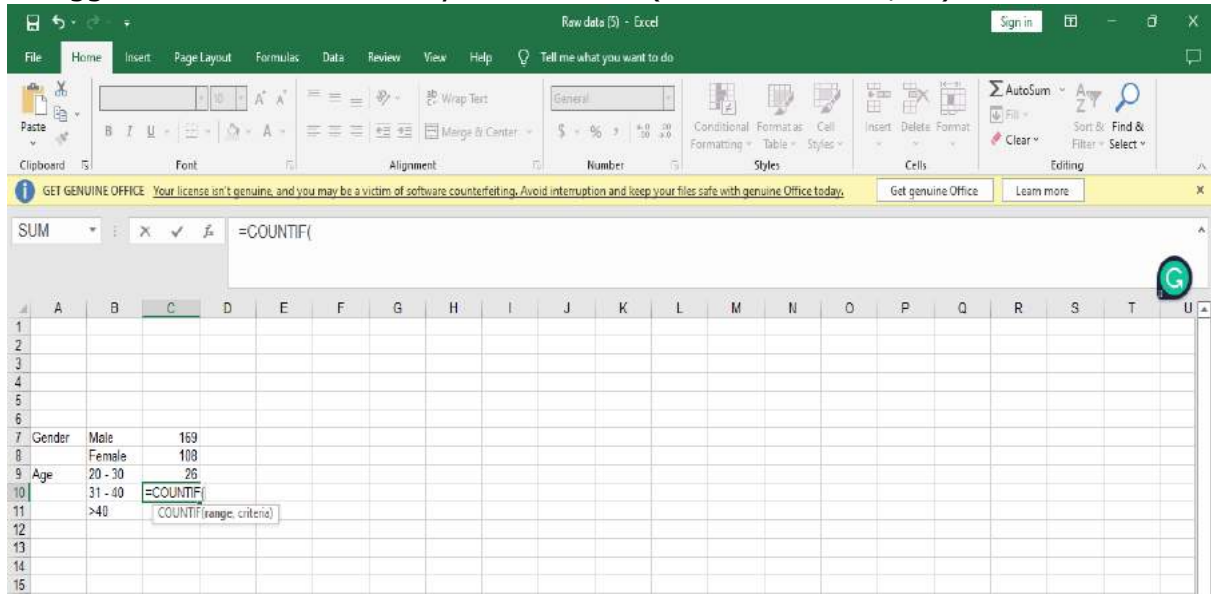 Raw data (5) - Excel
Sign in
File Home Insert Page Layout Formulas Data Review View Help Tell me what you want to do
Paste
B I U
A A
10
A
ab Wrap Text
Merge & Center
General
$ % ,
Conditional Formatting
Format as Table
Cell Styles
Insert Delete Format
AutoSum
Fill
Clear
Sort & Filter
Find & Select
Clipboard Font Alignment Number Styles Cells Editing
GET GENUINE OFFICE Your license isn't genuine, and you may be a victim of software counterfeiting. Avoid interruption and keep your files safe with genuine Office today. Get genuine Office Learn more
SUM fx =COUNTIF(
G
A B C D E F G H I J K L M N O P Q R S T U
1
2
3
4
5
6
7 Gender Male 169
8 Female 108
9 Age 20 - 30 26
10 31 - 40 =COUNTIF(
11 >40 COUNTIF(range, criteria)
12
13
14
15